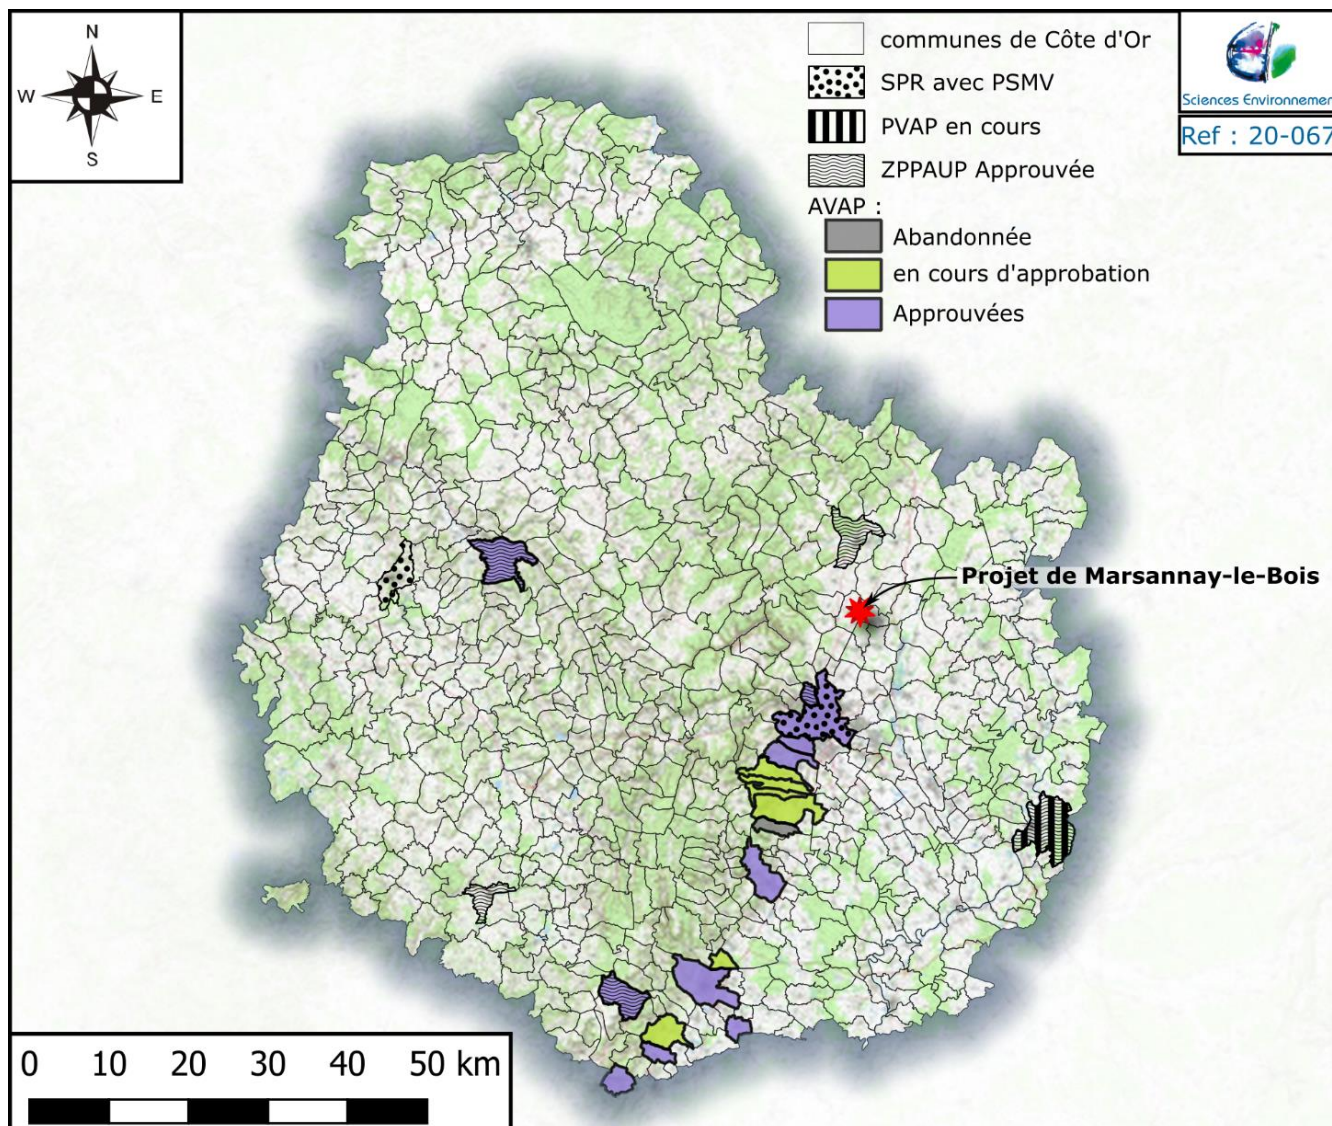 N
W E
S
communes de Côte d'Or
SPR avec PSMV
PVAP en cours
ZPPAUP Approuvée
AVAP :
Abandonnée
en cours d'approbation
Approuvées
Sciences Environnement
Ref : 20-067
Projet de Marsannay-le-Bois
0 10 20 30 40 50 km